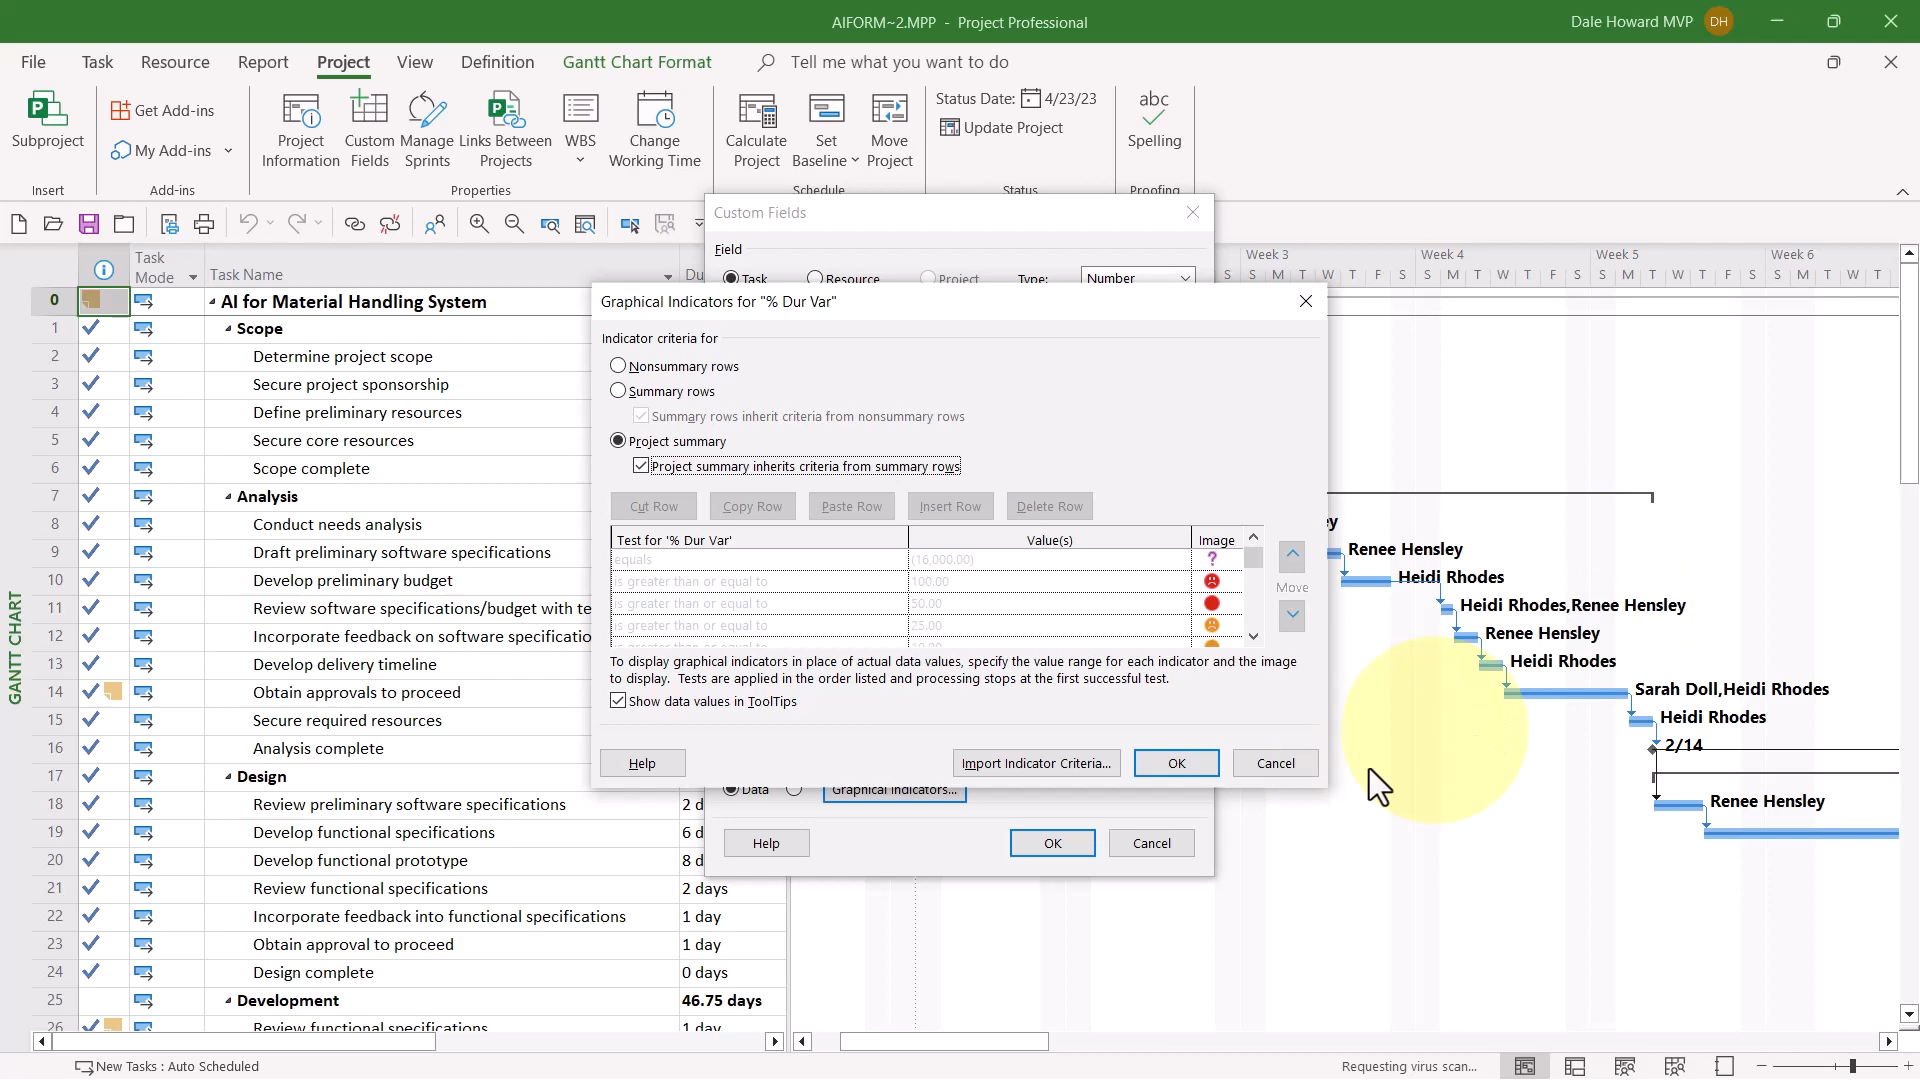 AIFORM~2.MPP - Project Professional
Dale Howard MVP DH
File Task Resource Report Project View Definition Gantt Chart Format Tell me what you want to do
Subproject
Get Add-ins
My Add-ins
Project Information
Custom Fields
Manage Sprints
Links Between Projects
WBS
Change Working Time
Calculate Project
Set Baseline
Move Project
Status Date: 4/23/23
Update Project
abc
Spelling
Insert Add-ins Properties Schedule Status Proofing
Custom Fields
Field
Task Resource Project Type: Number
Graphical Indicators for "% Dur Var"
Indicator criteria for
Nonsummary rows
Summary rows
Summary rows inherit criteria from nonsummary rows
Project summary
Project summary inherits criteria from summary rows
Cut Row Copy Row Paste Row Insert Row Delete Row
Test for '% Dur Var' Value(s) Image
equals (16,000.00)
is greater than or equal to 100.00
is greater than or equal to 50.00
is greater than or equal to 25.00
is greater than or equal to 10.00
Move
To display graphical indicators in place of actual data values, specify the value range for each indicator and the image
to display. Tests are applied in the order listed and processing stops at the first successful test.
Show data values in ToolTips
Help Import Indicator Criteria... OK Cancel
Data Graphical Indicators...
Help OK Cancel
GANTT CHART
Task Mode Task Name Du
0 AI for Material Handling System
1 Scope
2 Determine project scope
3 Secure project sponsorship
4 Define preliminary resources
5 Secure core resources
6 Scope complete
7 Analysis
8 Conduct needs analysis
9 Draft preliminary software specifications
10 Develop preliminary budget
11 Review software specifications/budget with te
12 Incorporate feedback on software specificatio
13 Develop delivery timeline
14 Obtain approvals to proceed
15 Secure required resources
16 Analysis complete
17 Design
18 Review preliminary software specifications 2 d
19 Develop functional specifications 6 d
20 Develop functional prototype 8 d
21 Review functional specifications 2 days
22 Incorporate feedback into functional specifications 1 day
23 Obtain approval to proceed 1 day
24 Design complete 0 days
25 Development 46.75 days
26 Review functional specifications 1 day
Week 3 Week 4 Week 5 Week 6
S S M T W T F S S M T W T F S S M T W T F S S M T W T
ey
Renee Hensley
Heidi Rhodes
Heidi Rhodes,Renee Hensley
Renee Hensley
Heidi Rhodes
Sarah Doll,Heidi Rhodes
Heidi Rhodes
2/14
Renee Hensley
New Tasks : Auto Scheduled
Requesting virus scan...